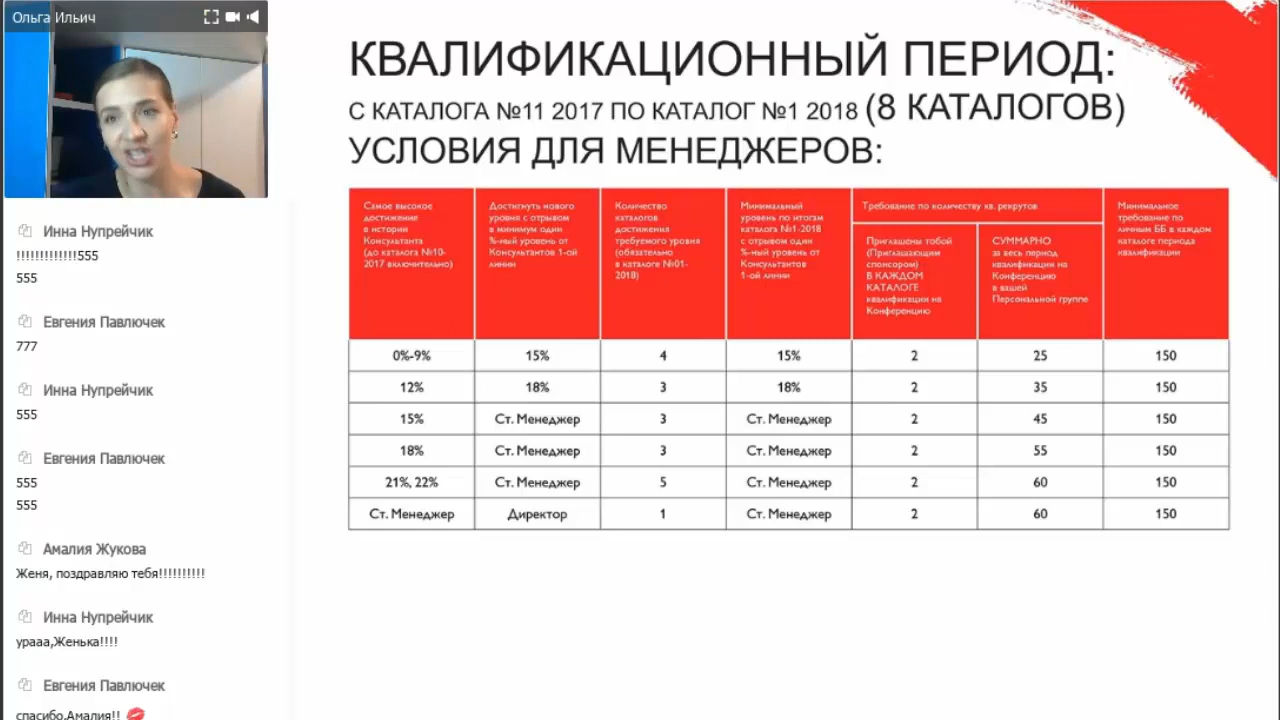 Ольга Ильич
Инна Нупрейчик
!!!!!!!!!!!!!!555
555
Евгения Павлючек
777
Инна Нупрейчик
555
Евгения Павлючек
555
555
Амалия Жукова
Женя, поздравляю тебя!!!!!!!!!!
Инна Нупрейчик
урааа,Женька!!!!
Евгения Павлючек
спасибо,Амалия!!
КВАЛИФИКАЦИОННЫЙ ПЕРИОД:
С КАТАЛОГА №11 2017 ПО КАТАЛОГ №1 2018 (8 КАТАЛОГОВ)
УСЛОВИЯ ДЛЯ МЕНЕДЖЕРОВ:
Самое высокое
достижение
в истории
Консультанта
(до каталога №10-
2017 включительно)
Достигнуть нового
уровня с отрывом
в минимум один
%-ный уровень от
Консультантов 1-ой
линии
Количество
каталогов
достижения
требуемого уровня
(обязательно
в каталоге №01-
2018)
Минимальный
уровень по итогам
каталога №1-2018
с отрывом один
%-ный уровень от
Консультантов
1-ой линии
Требование по количеству кв. рекрутов
Приглашены тобой
(Приглашающим
спонсором)
В КАЖДОМ
КАТАЛОГЕ
квалификации на
Конференцию
СУММАРНО
за весь период
квалификации на
Конференцию
в вашей
Персональной группе
Минимальное
требование по
личным ББ в каждом
каталоге периода
квалификации
0%-9% 15% 4 15% 2 25 150
12% 18% 3 18% 2 35 150
15% Ст. Менеджер 3 Ст. Менеджер 2 45 150
18% Ст. Менеджер 3 Ст. Менеджер 2 55 150
21%, 22% Ст. Менеджер 5 Ст. Менеджер 2 60 150
Ст. Менеджер Директор 1 Ст. Менеджер 2 60 150